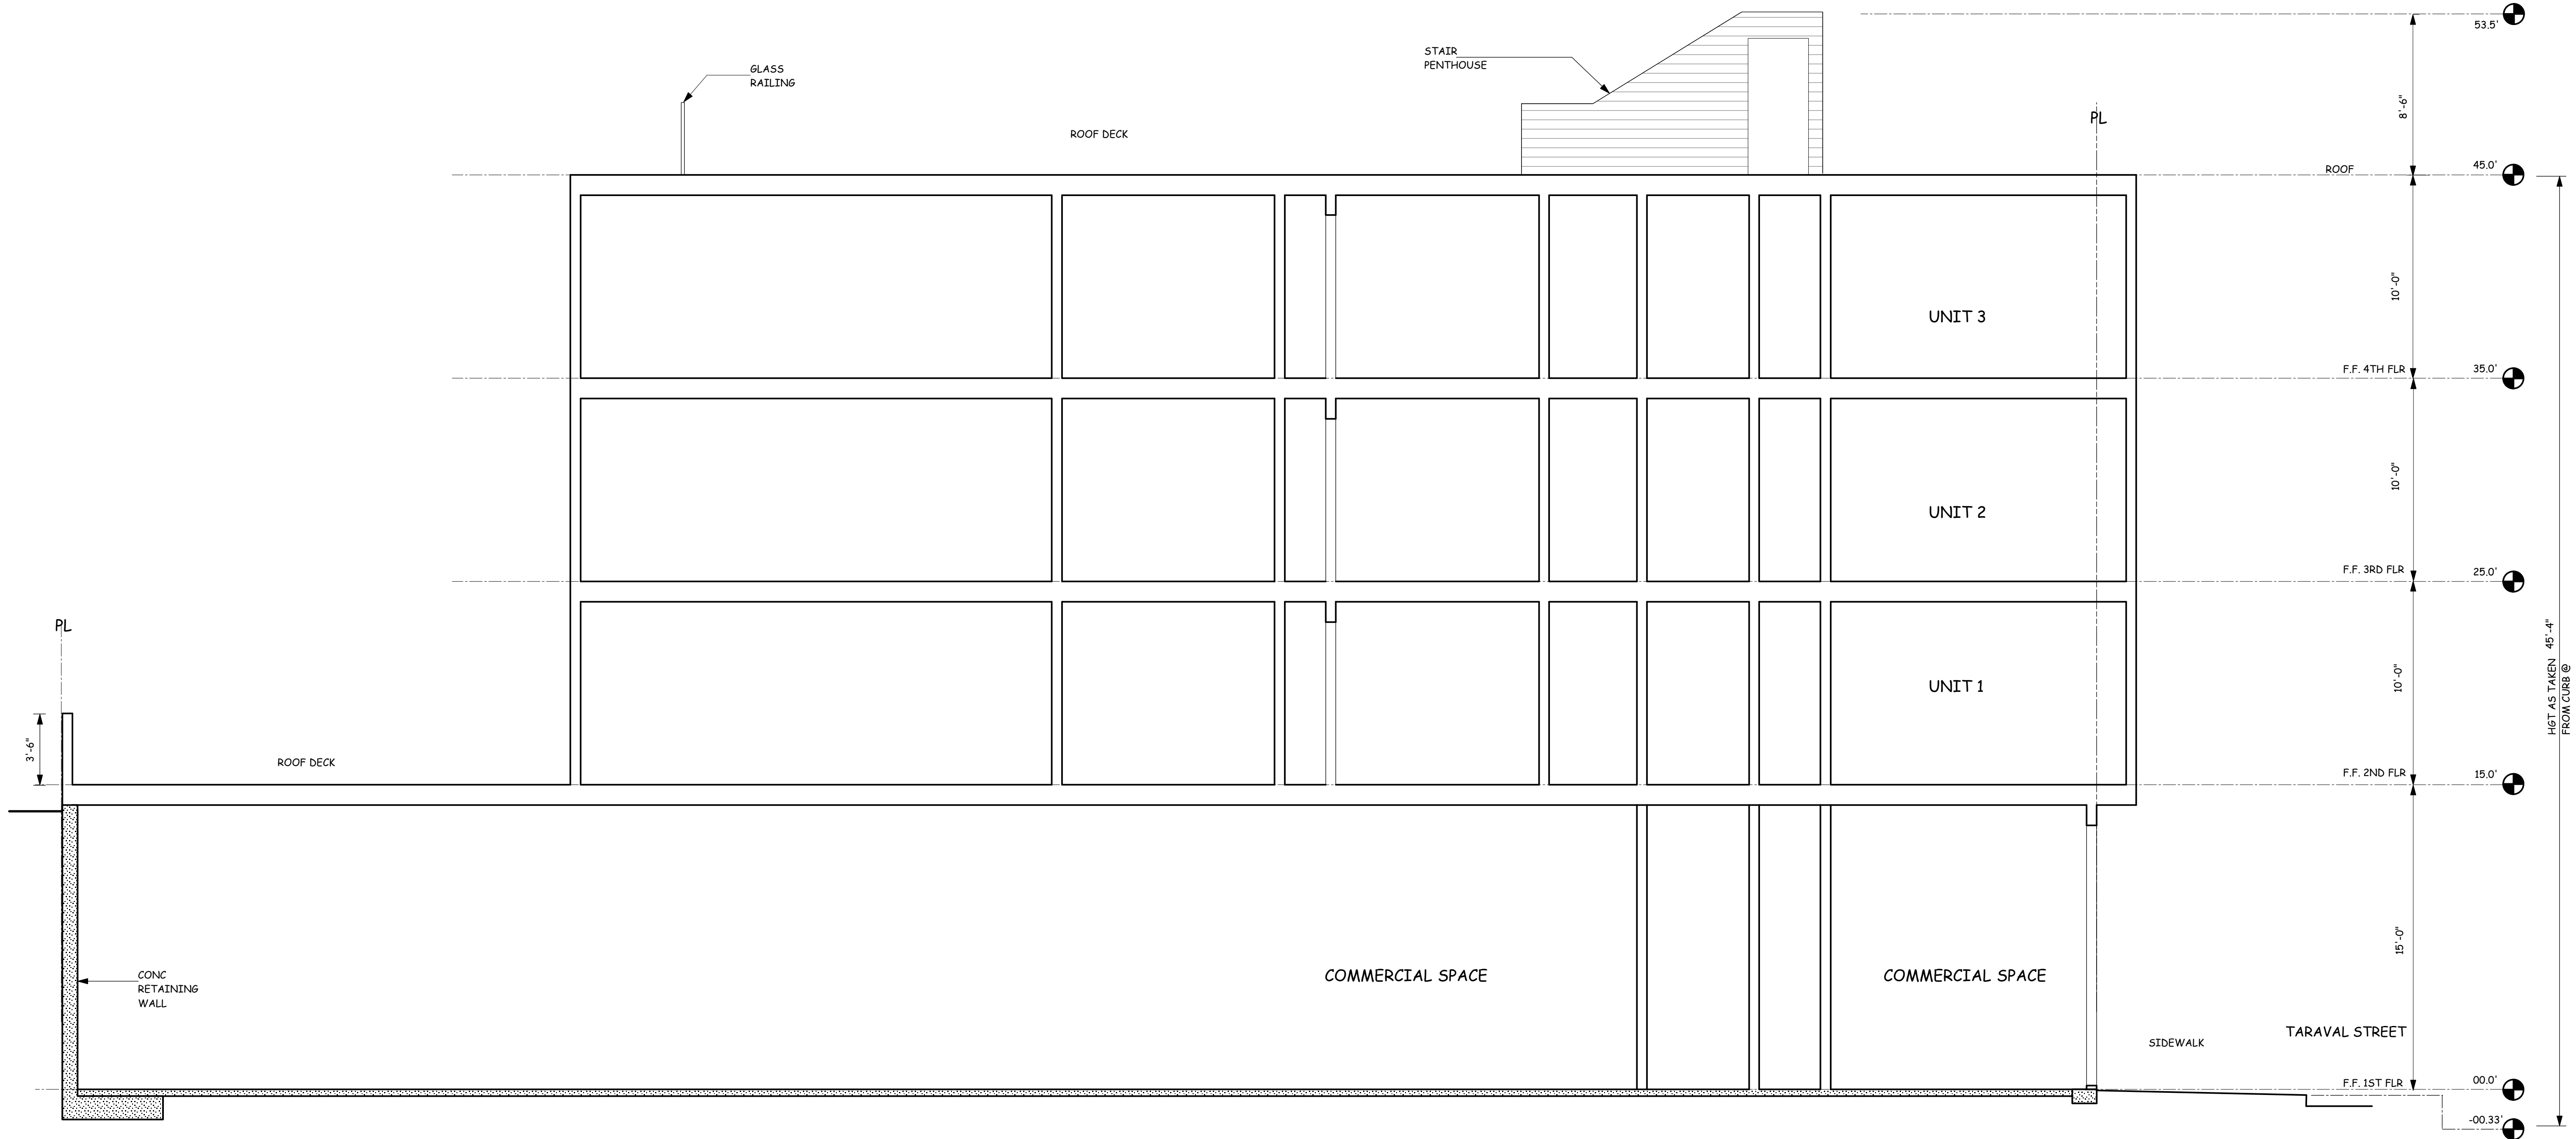 53.5'
STAIR
PENTHOUSE
GLASS
RAILING
8'-6"
PL
ROOF DECK
45.0'
ROOF
10'-0"
UNIT 3
F.F. 4TH FLR
35.0'
10'-0"
UNIT 2
F.F. 3RD FLR
25.0'
PL
10'-0"
UNIT 1
HGT AS TAKEN 45'-4"
FROM CURB @
3'-6"
ROOF DECK
F.F. 2ND FLR
15.0'
15'-0"
CONC
RETAINING
WALL
COMMERCIAL SPACE
COMMERCIAL SPACE
TARAVAL STREET
SIDEWALK
F.F. 1ST FLR
00.0'
-00.33'